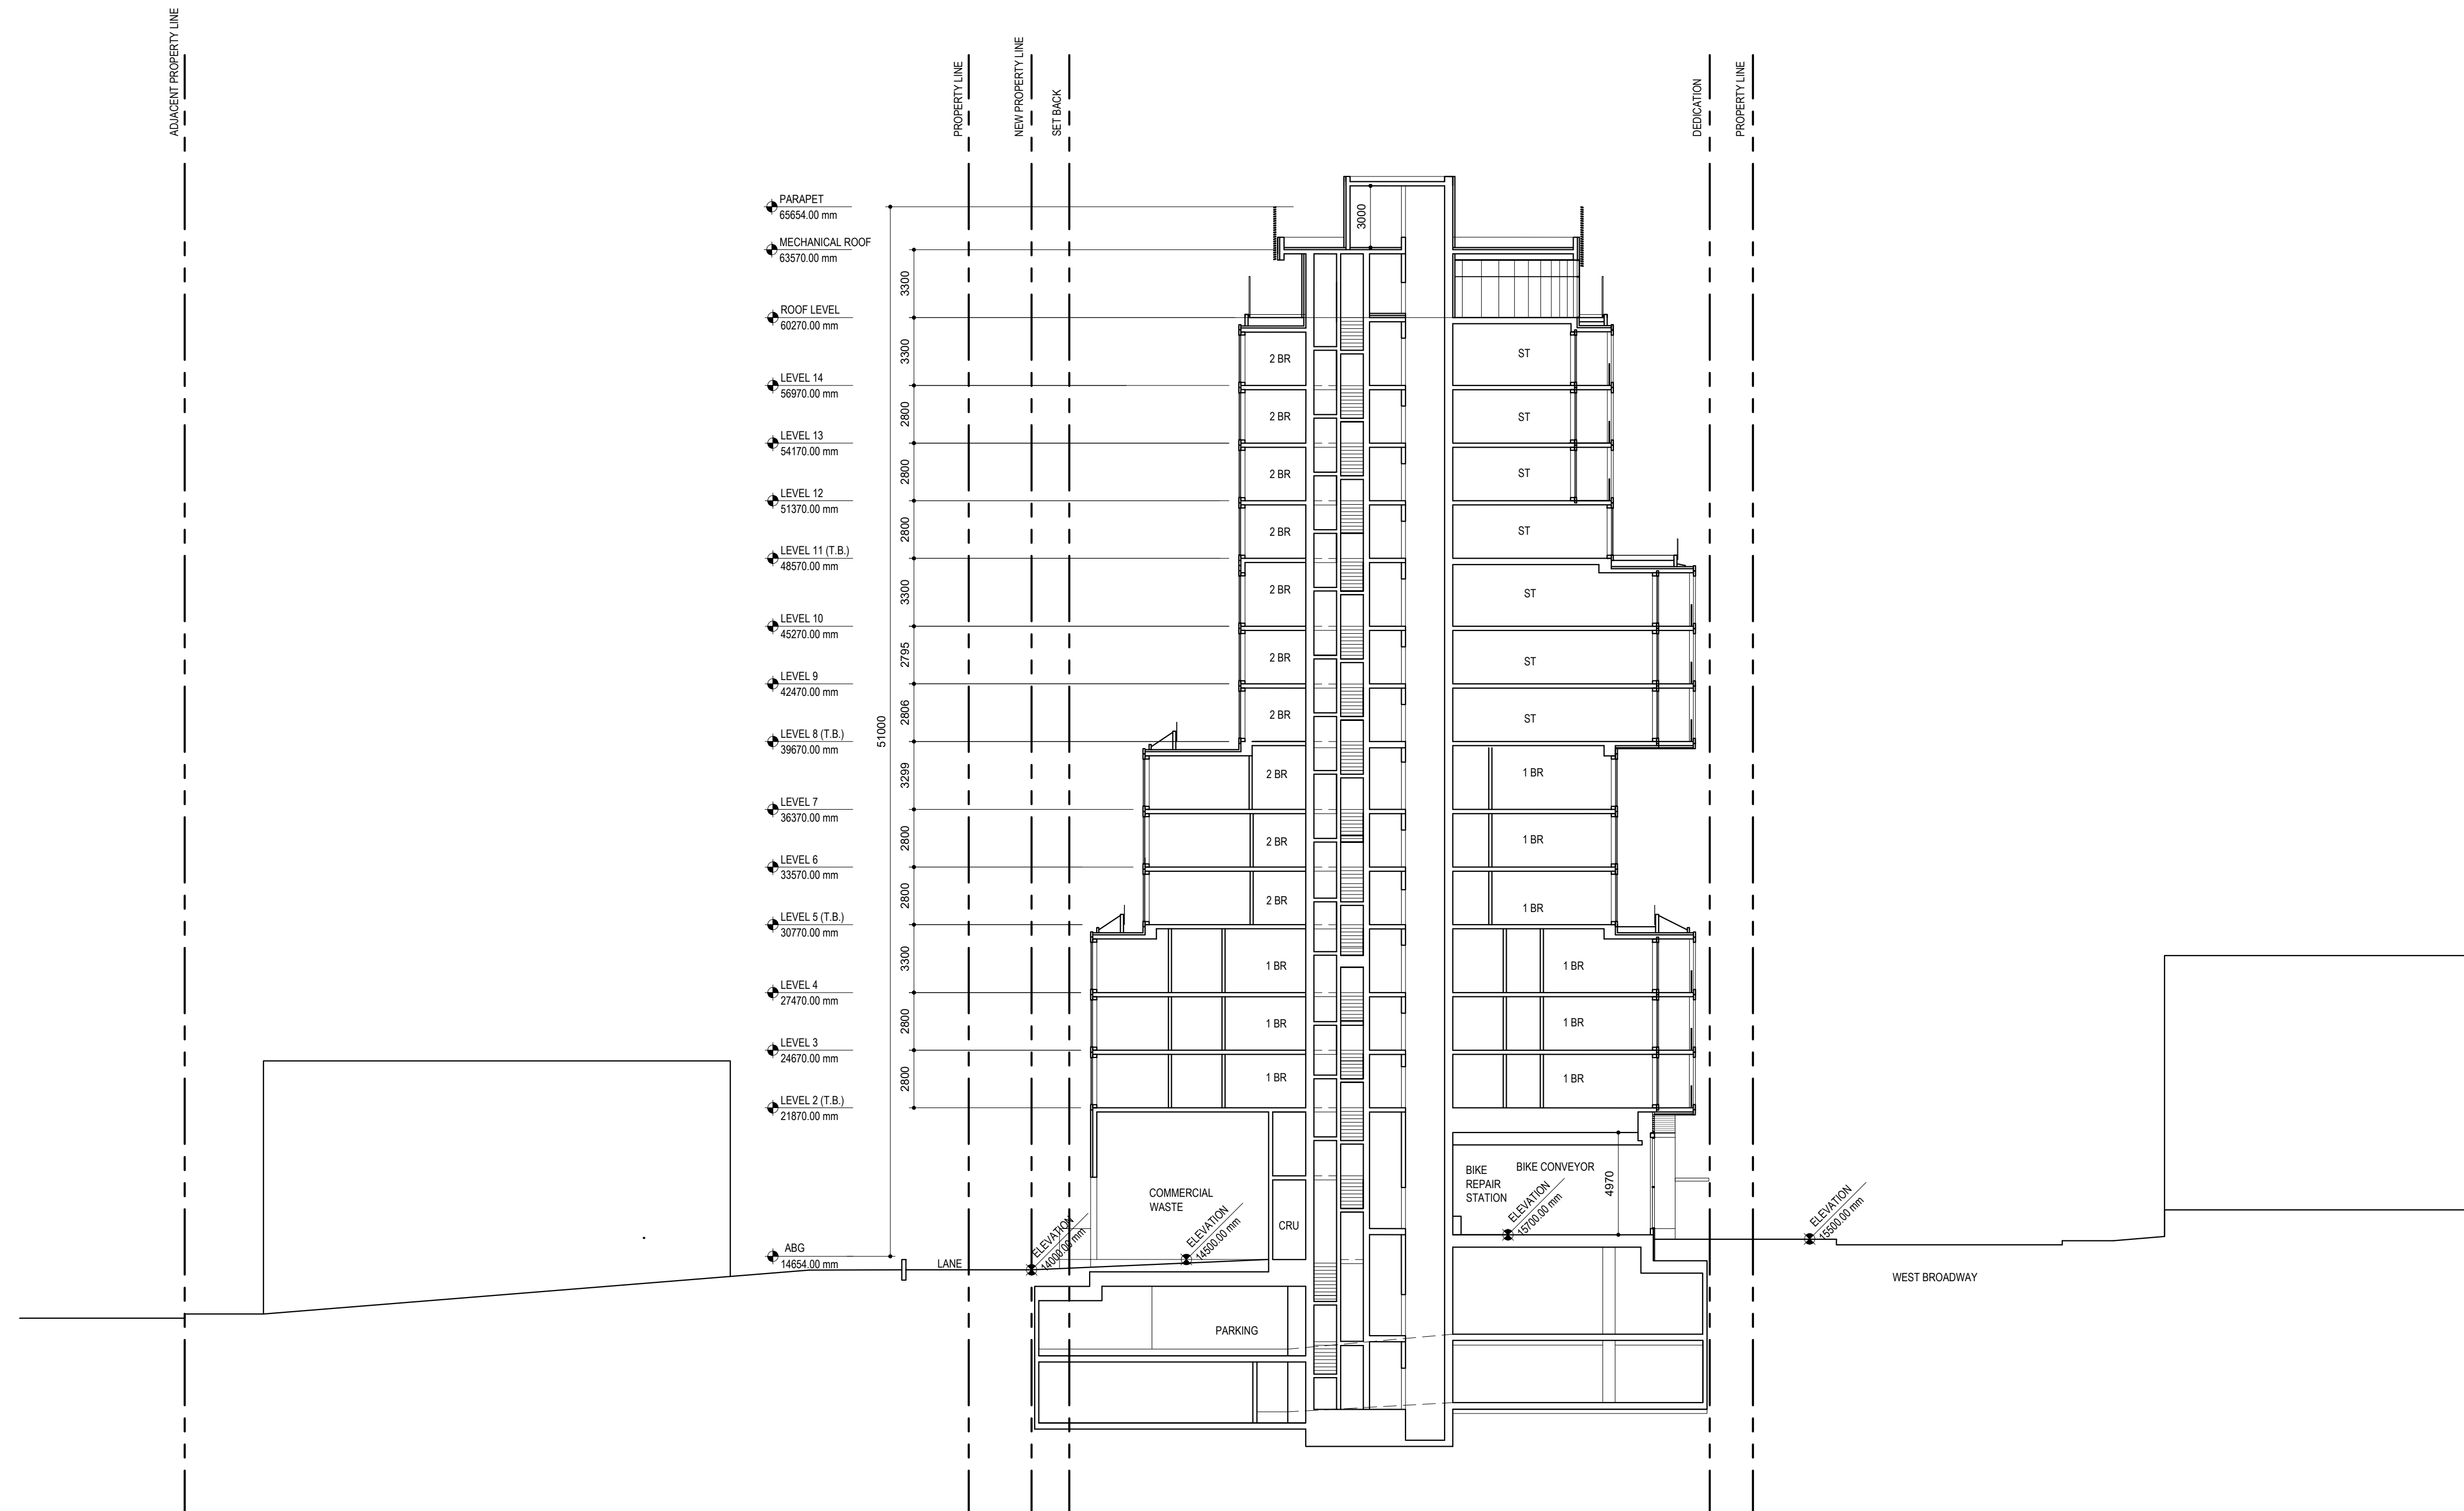 ADJACENT PROPERTY LINE
PROPERTY LINE
NEW PROPERTY LINE
SET BACK
DEDICATION
PROPERTY LINE
PARAPET
65654.00 mm
MECHANICAL ROOF
63570.00 mm
ROOF LEVEL
60270.00 mm
LEVEL 14
56970.00 mm
LEVEL 13
54170.00 mm
LEVEL 12
51370.00 mm
LEVEL 11 (T.B.)
48570.00 mm
LEVEL 10
45270.00 mm
LEVEL 9
42470.00 mm
LEVEL 8 (T.B.)
39670.00 mm
LEVEL 7
36370.00 mm
LEVEL 6
33570.00 mm
LEVEL 5 (T.B.)
30770.00 mm
LEVEL 4
27470.00 mm
LEVEL 3
24670.00 mm
LEVEL 2 (T.B.)
21870.00 mm
ABG
14654.00 mm
51000
3300
3300
2800
2800
2800
3300
2795
2806
3299
2800
2800
3300
2800
2800
3000
2 BR
ST
2 BR
ST
2 BR
ST
2 BR
ST
2 BR
ST
2 BR
ST
2 BR
ST
2 BR
1 BR
2 BR
1 BR
2 BR
1 BR
1 BR
1 BR
1 BR
1 BR
1 BR
1 BR
COMMERCIAL
WASTE
CRU
BIKE
REPAIR
STATION
BIKE CONVEYOR
4970
ELEVATION
14000.00 mm
ELEVATION
14500.00 mm
ELEVATION
15700.00 mm
ELEVATION
15500.00 mm
LANE
WEST BROADWAY
PARKING